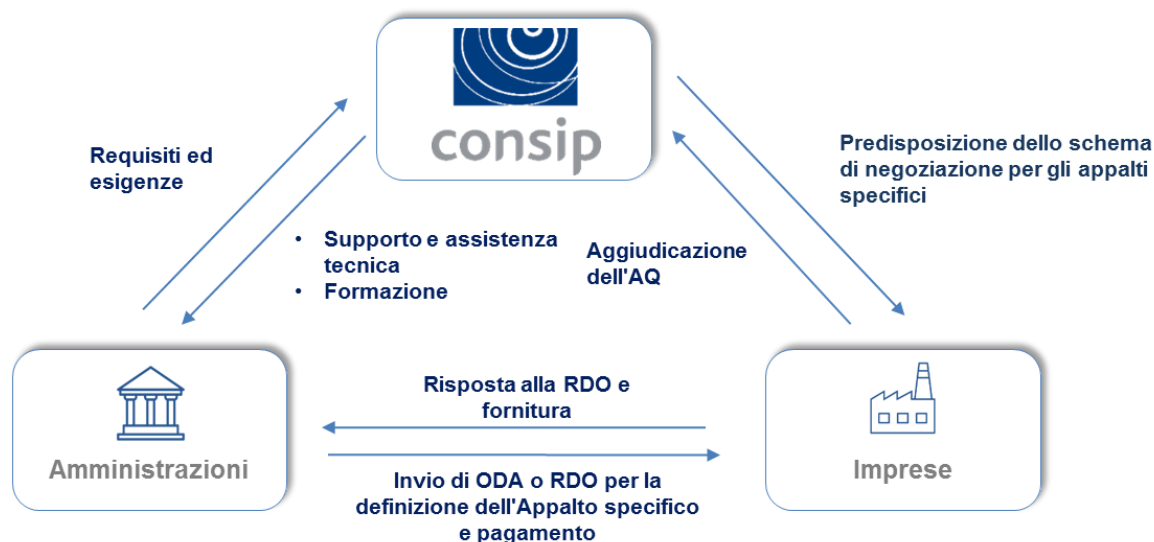 consip
Requisiti ed
esigenze
Predisposizione dello schema
di negoziazione per gli appalti
specifici
• Supporto e assistenza
tecnica
• Formazione
Aggiudicazione
dell'AQ
Amministrazioni
Risposta alla RDO e
fornitura
Invio di ODA o RDO per la
definizione dell'Appalto specifico
e pagamento
Imprese